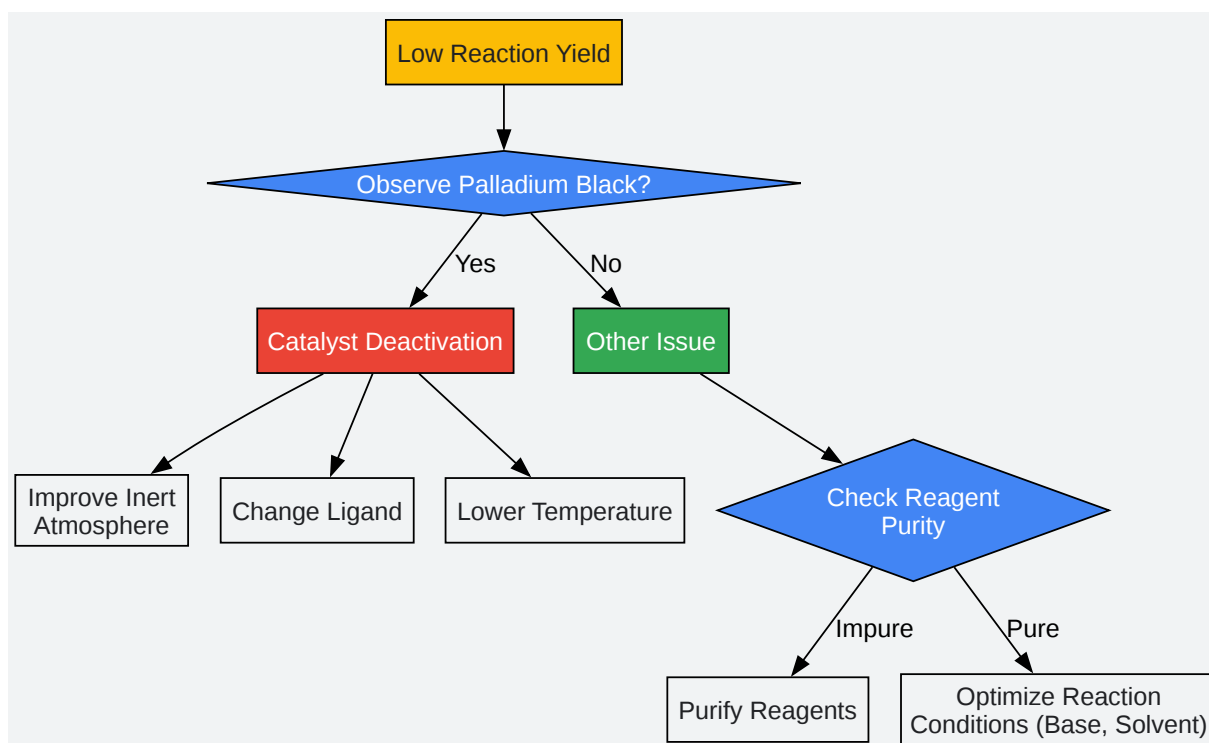 Low Reaction Yield
Observe Palladium Black?
Yes
No
Catalyst Deactivation
Other Issue
Improve Inert
Atmosphere
Change Ligand
Lower Temperature
Check Reagent
Purity
Impure
Pure
Purify Reagents
Optimize Reaction
Conditions (Base, Solvent)